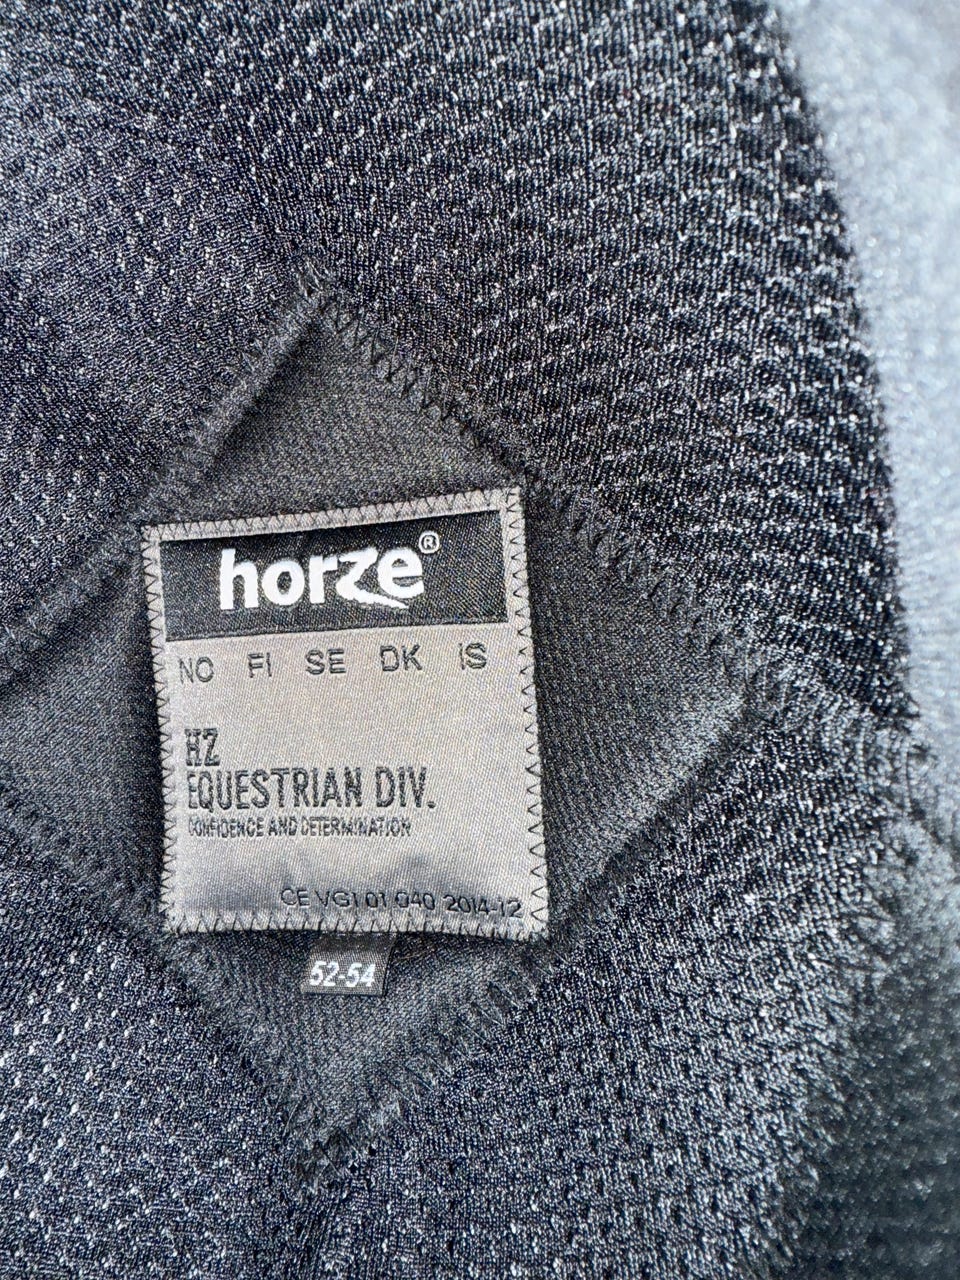 horze®
NO FI SE DK IS
HZ
EQUESTRIAN DIV.
CONFIDENCE AND DETERMINATION
CE VG1 01 040 2014-12
52-54